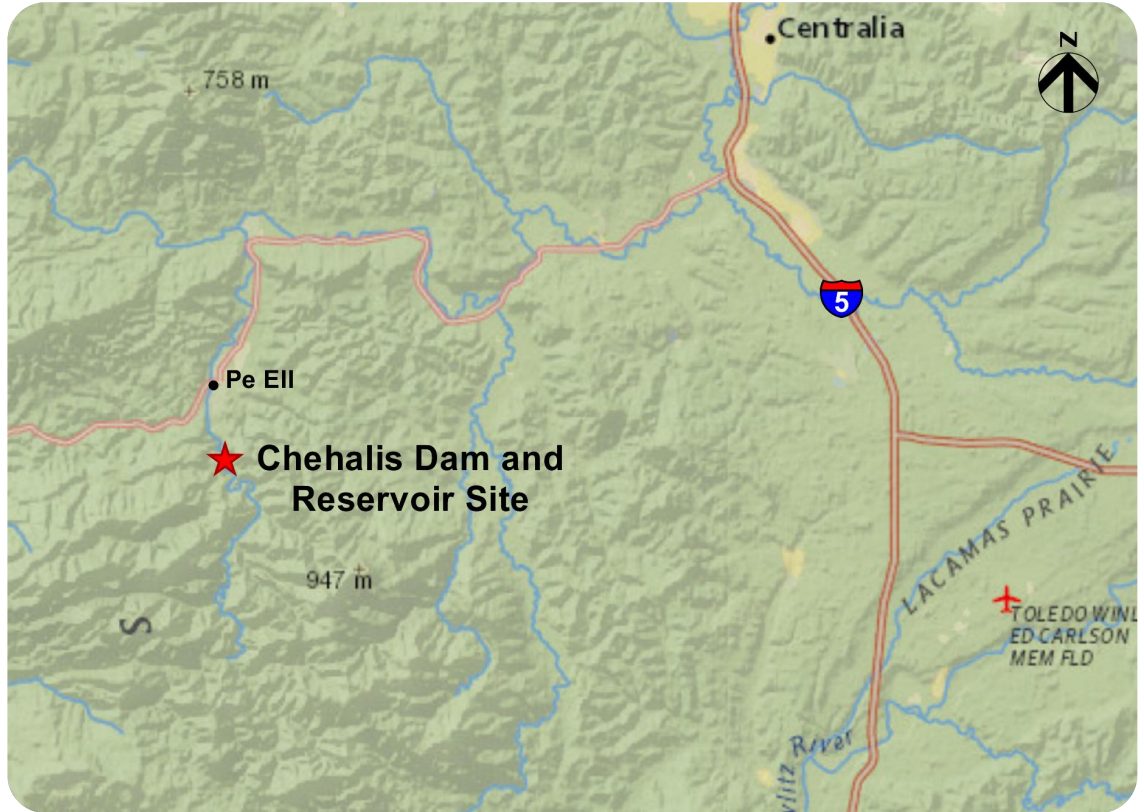 Centralia
N
758 m
5
Pe Ell
Chehalis Dam and
Reservoir Site
LACAMAS PRAIRIE
947 m
S
TOLEDO WINL
ED CARLSON
MEM FLD
vlitz River